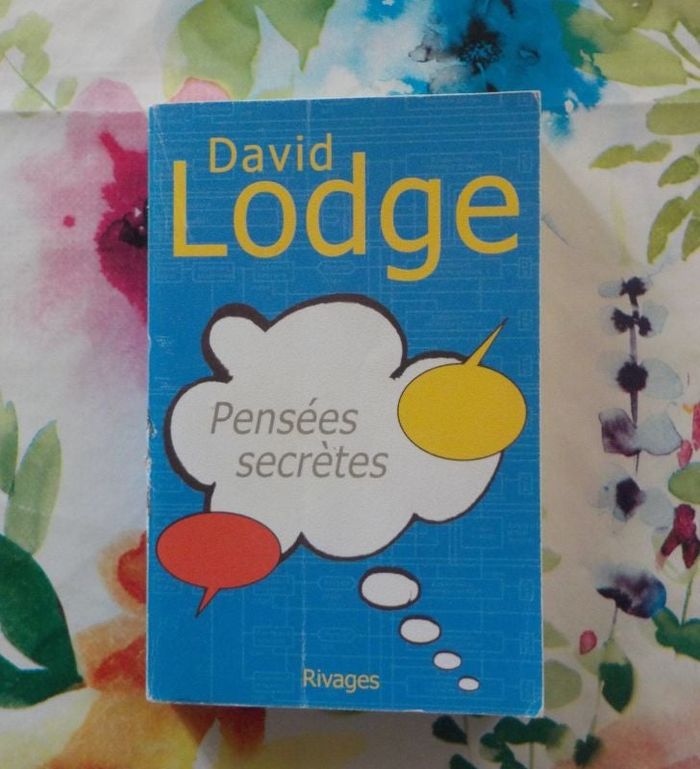 David
Lodge
Pensées
secrètes
Rivages